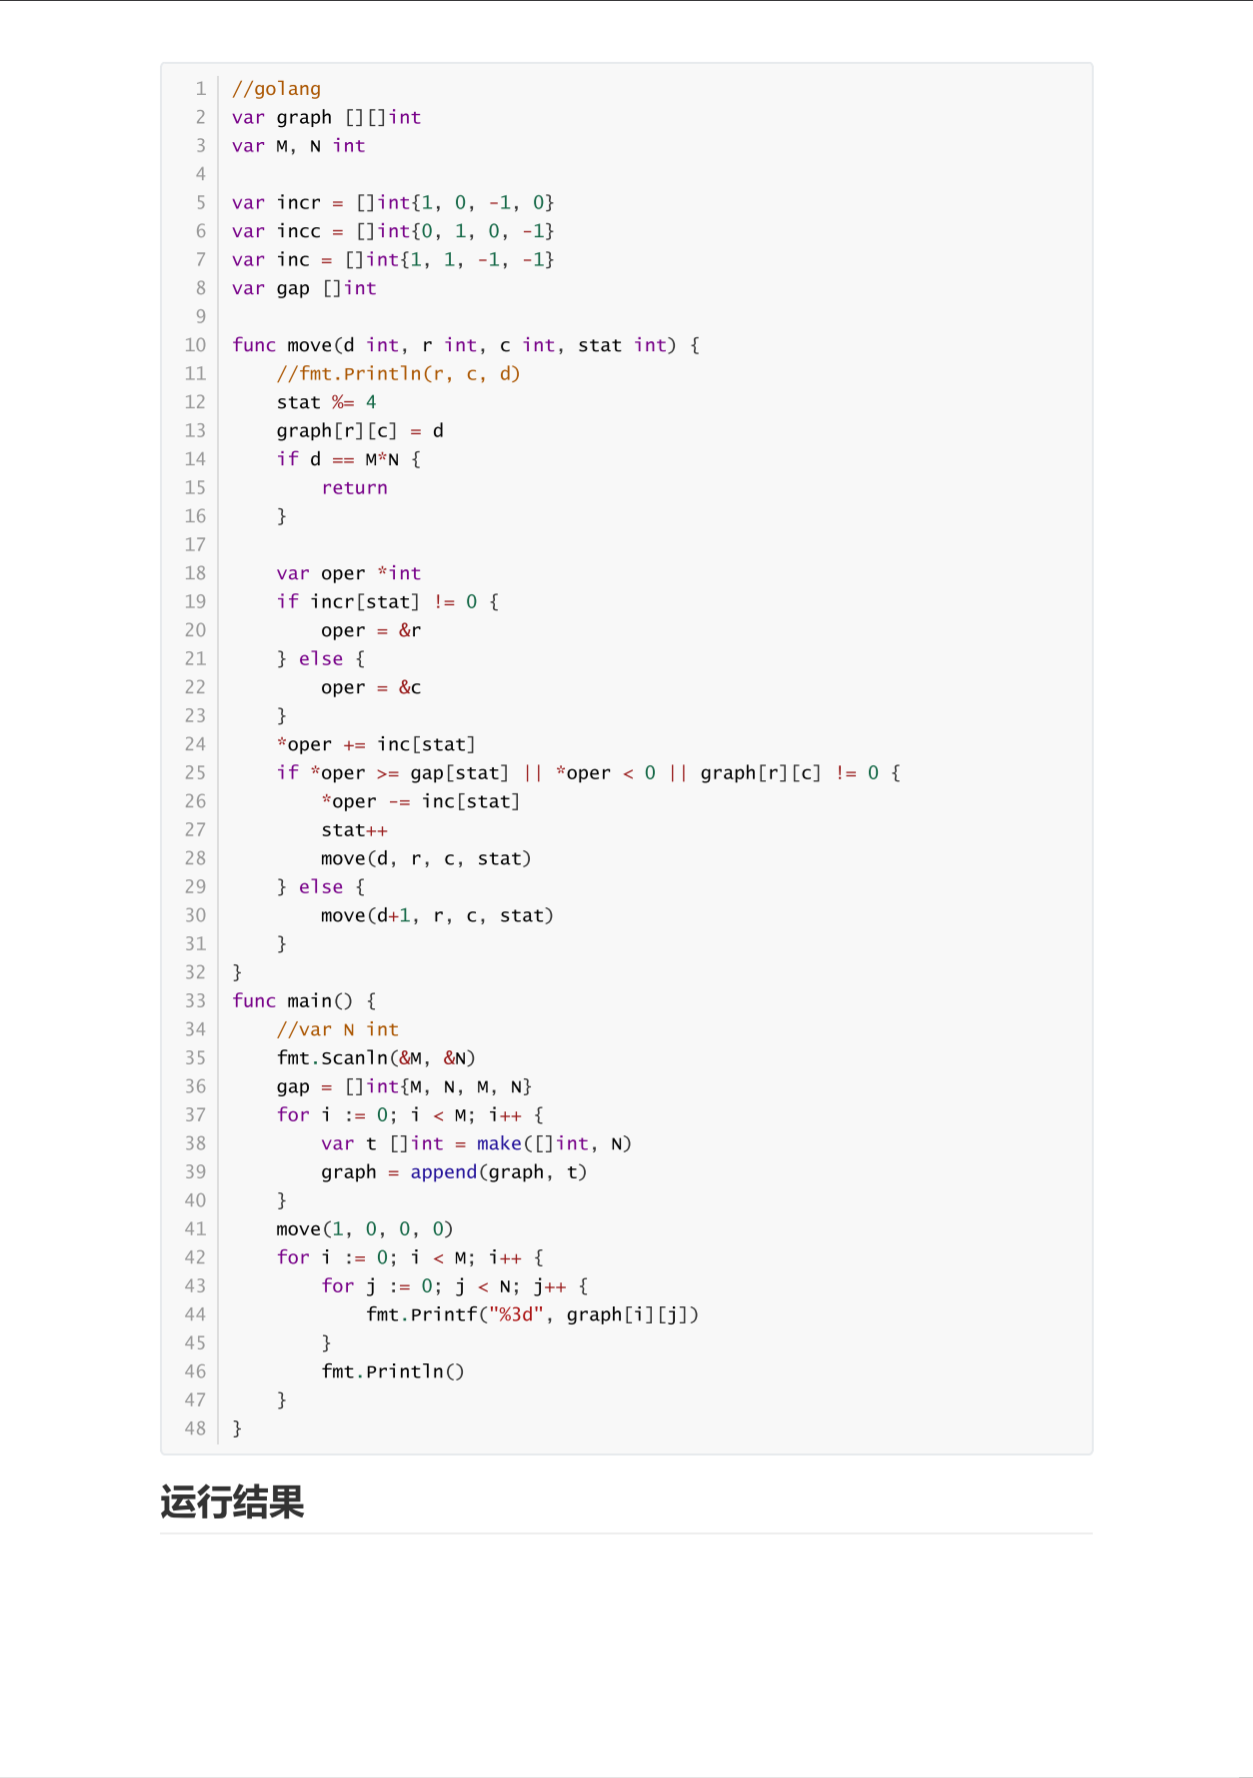 1 //golang
2 var graph [][]int
3 var M, N int
4
5 var incr = []int{1, 0, -1, 0}
6 var incc = []int{0, 1, 0, -1}
7 var inc = []int{1, 1, -1, -1}
8 var gap []int
9
10 func move(d int, r int, c int, stat int) {
11     //fmt.Println(r, c, d)
12     stat %= 4
13     graph[r][c] = d
14     if d == M*N {
15         return
16     }
17
18     var oper *int
19     if incr[stat] != 0 {
20         oper = &r
21     } else {
22         oper = &c
23     }
24     *oper += inc[stat]
25     if *oper >= gap[stat] || *oper < 0 || graph[r][c] != 0 {
26         *oper -= inc[stat]
27         stat++
28         move(d, r, c, stat)
29     } else {
30         move(d+1, r, c, stat)
31     }
32 }
33 func main() {
34     //var N int
35     fmt.Scanln(&M, &N)
36     gap = []int{M, N, M, N}
37     for i := 0; i < M; i++ {
38         var t []int = make([]int, N)
39         graph = append(graph, t)
40     }
41     move(1, 0, 0, 0)
42     for i := 0; i < M; i++ {
43         for j := 0; j < N; j++ {
44             fmt.Printf("%3d", graph[i][j])
45         }
46         fmt.Println()
47     }
48 }
运行结果